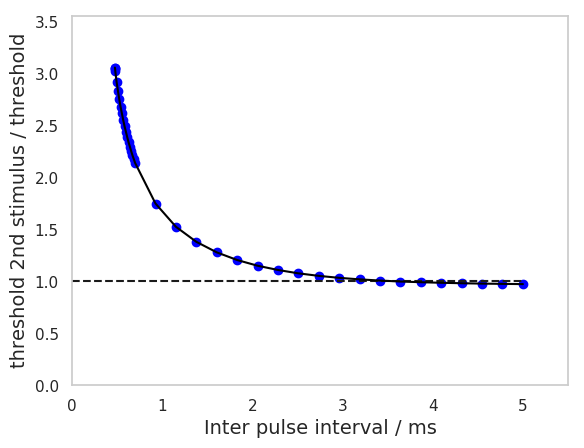 threshold 2nd stimulus / threshold
3.5
3.0
2.5
2.0
1.5
1.0
0.5
0.0
0 1 2 3 4 5
Inter pulse interval / ms